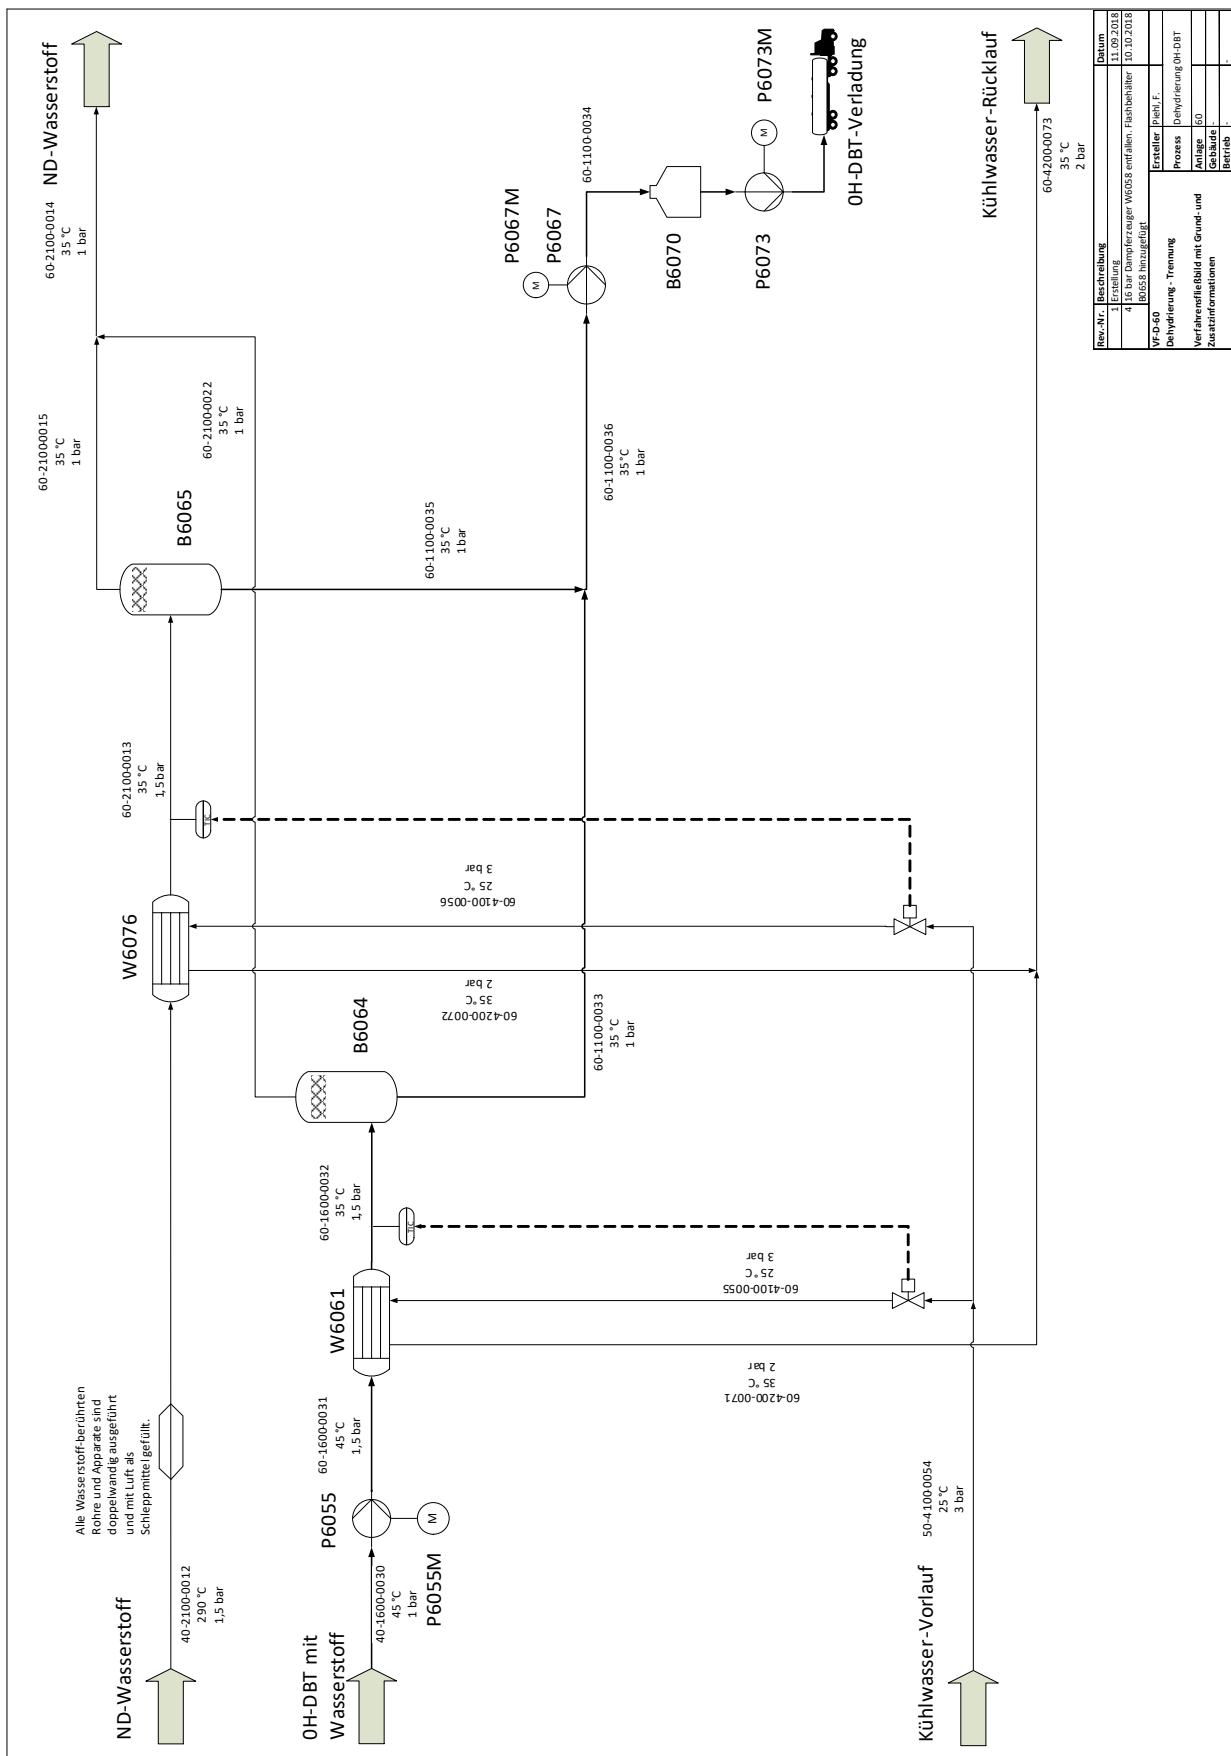 ND-Wasserstoff
60-2100-0014
35 °C
1 bar
60-2100-0015
35 °C
1 bar
60-2100-0022
35 °C
1 bar
B6065
60-2100-0013
35 °C
1,5 bar
TIC
W6076
Alle Wasserstoff-berührten
Rohre und Apparate sind
doppelwandig ausgeführt
und mit Luft als
Schleppmittel gefüllt.
40-2100-0012
290 °C
1,5 bar
ND-Wasserstoff
P6073M
M
0H-DBT-Verladung
60-1100-0034
P6067M
P6067
M
B6070
P6073
60-1100-0036
35 °C
1 bar
60-1100-0035
35 °C
1 bar
60-4100-0056
25 °C
3 bar
60-4200-0072
35 °C
2 bar
B6064
60-1100-0033
35 °C
1 bar
60-1600-0032
35 °C
1,5 bar
TIC
W6061
60-4100-0055
25 °C
3 bar
60-4200-0071
35 °C
2 bar
60-1600-0031
45 °C
1,5 bar
P6055
M
P6055M
40-1600-0030
45 °C
1 bar
0H-DBT mit
Wasserstoff
Kühlwasser-Rücklauf
60-4200-0073
35 °C
2 bar
50-4100-0054
25 °C
3 bar
Kühlwasser-Vorlauf
Rev.-Nr. Beschreibung Datum
1 Erstellung 11.09.2018
4 16 bar Dampferzeuger W6058 entfallen. Flashbehälter 10.10.2018
B0658 hinzugefügt
VF-D-60 Ersteller Piehl, F.
Dehydrierung - Trennung Prozess Dehydrierung 0H-DBT
Verfahrensfließbild mit Grund- und Anlage 60
Zusatzinformationen Gebäude -
Betrieb - -